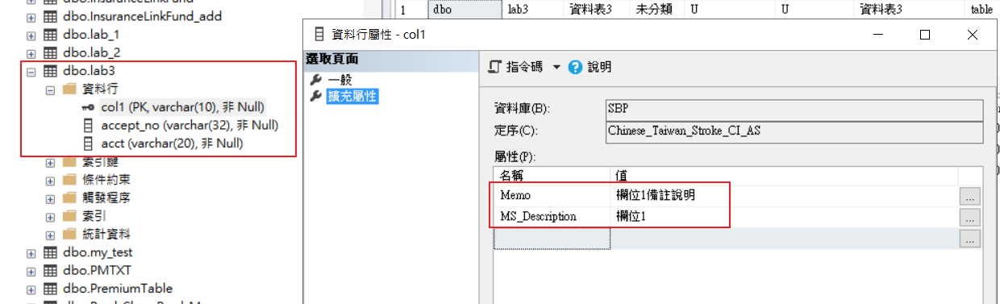 dbo.InsuranceLinkFund
dbo.InsuranceLinkFund_add
dbo.lab_1
dbo.lab_2
dbo.lab3
資料行
col1 (PK, varchar(10), 非 Null)
accept_no (varchar(32), 非 Null)
acct (varchar(20), 非 Null)
索引鍵
條件約束
觸發程序
索引
統計資料
dbo.my_test
dbo.PMTXT
dbo.PremiumTable
1 dbo lab3 資料表3 未分類 U U 資料表3 table
資料行屬性 - col1
選取頁面
一般
擴充屬性
指令碼 說明
資料庫(B): SBP
定序(C): Chinese_Taiwan_Stroke_CI_AS
屬性(P):
名稱 值
Memo 欄位1備註說明 ...
MS_Description 欄位1 ...
...